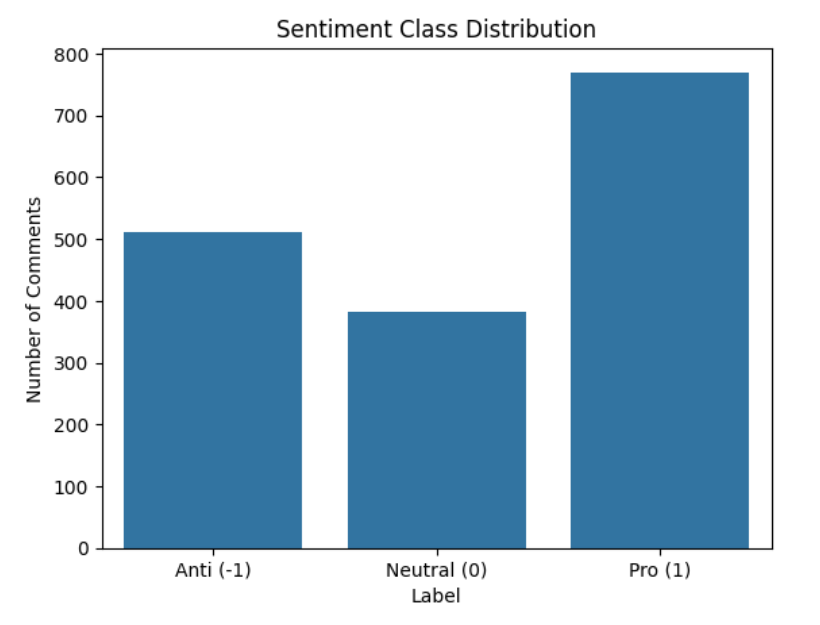 Sentiment Class Distribution
800
700
600
500
400
300
200
100
0
Number of Comments
Anti (-1)
Neutral (0)
Pro (1)
Label